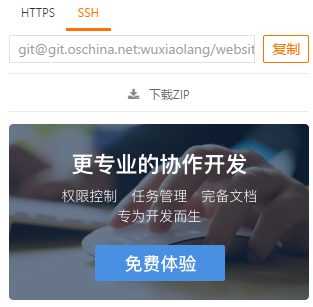 HTTPS SSH
git@git.oschina.net:wuxiaolang/websit
复制
下载ZIP
更专业的协作开发
权限控制 任务管理 完备文档
专为开发而生
免费体验